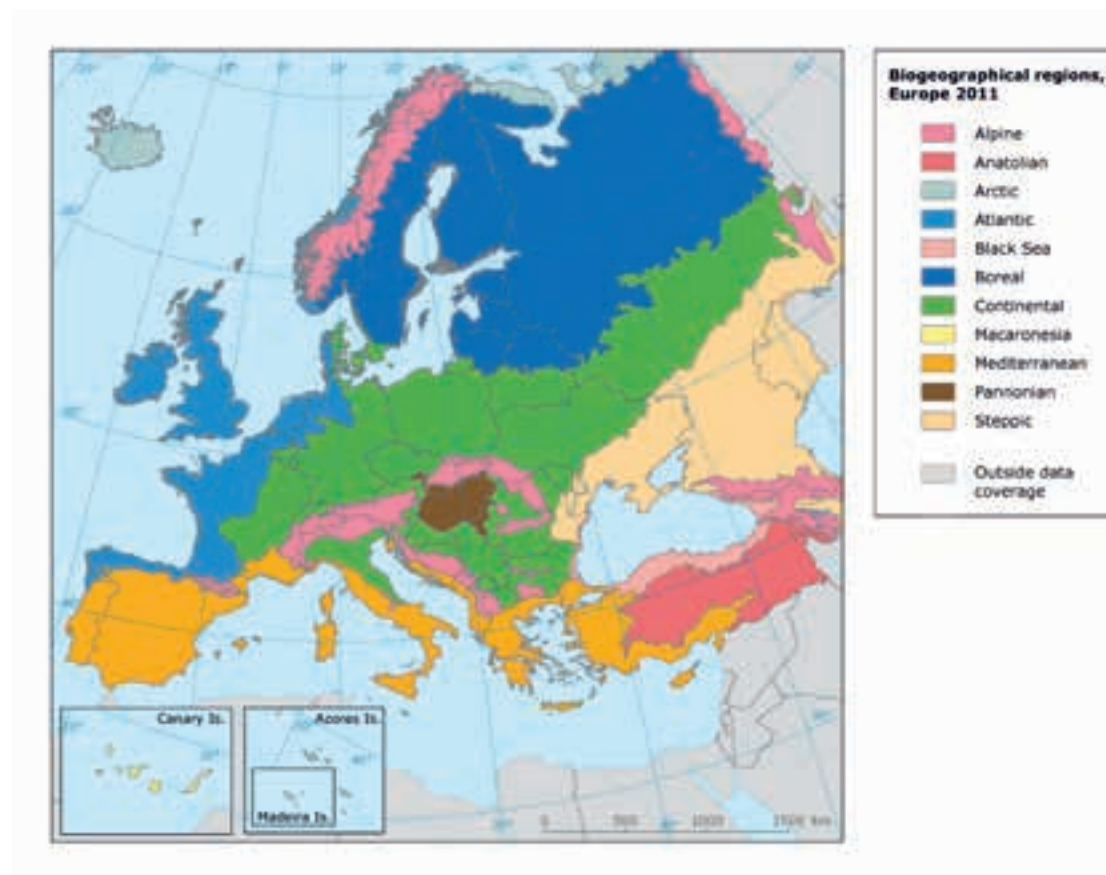 Biogeographical regions,
Europe 2011
Alpine
Anatolian
Arctic
Atlantic
Black Sea
Boreal
Continental
Macaronesia
Mediterranean
Pannonian
Steppic
Outside data
coverage
Canary Is.
Azores Is.
Madeira Is.
0 500 1000 1500 km